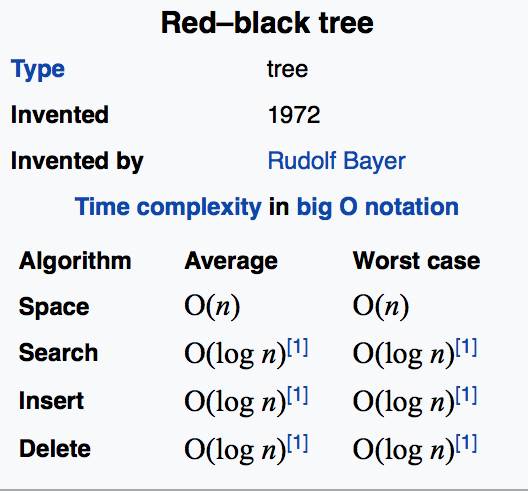 Red–black tree
Type tree
Invented 1972
Invented by Rudolf Bayer
Time complexity in big O notation
Algorithm Average Worst case
Space O(n) O(n)
Search O(log n)[1] O(log n)[1]
Insert O(log n)[1] O(log n)[1]
Delete O(log n)[1] O(log n)[1]